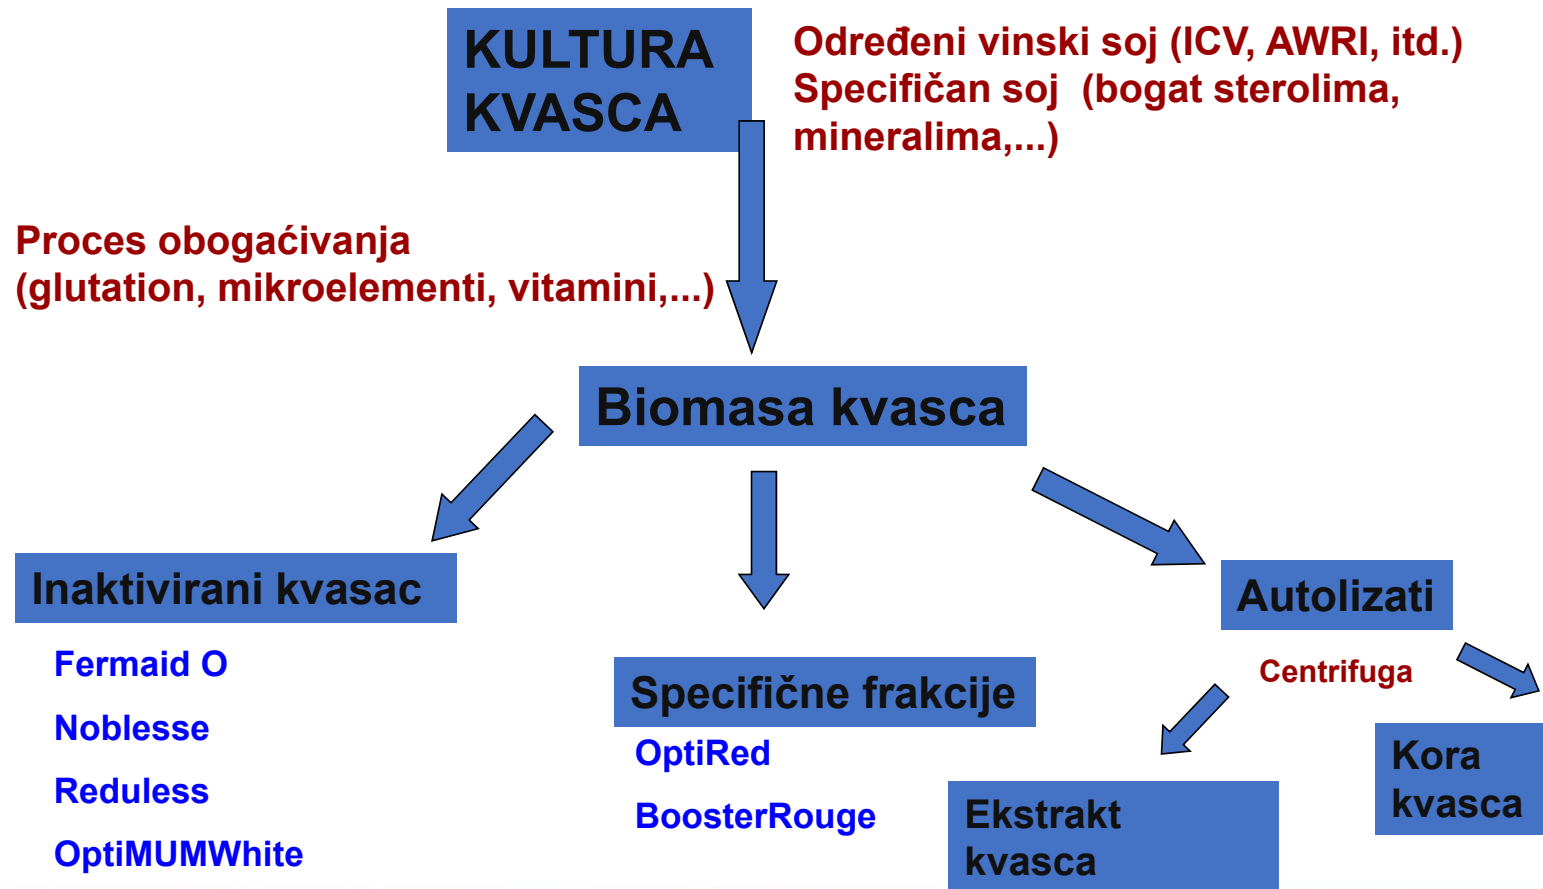 KULTURA
KVASCA
Određeni vinski soj (ICV, AWRI, itd.)
Specifičan soj  (bogat sterolima,
mineralima,...)
Proces obogaćivanja
(glutation, mikroelementi, vitamini,...)
Biomasa kvasca
Inaktivirani kvasac
Fermaid O
Noblesse
Reduless
OptiMUMWhite
Specifične frakcije
OptiRed
BoosterRouge
Autolizati
Centrifuga
Ekstrakt
kvasca
Kora
kvasca